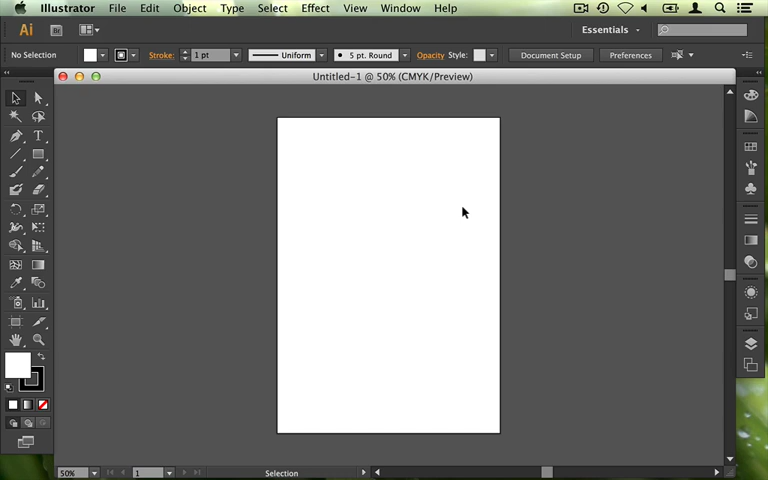 Illustrator File Edit Object Type Select Effect View Window Help
Ai Br Essentials
No Selection Stroke: 1 pt Uniform 5 pt. Round Opacity Style: Document Setup Preferences
Untitled-1 @ 50% (CMYK/Preview)
T
50% 1 Selection